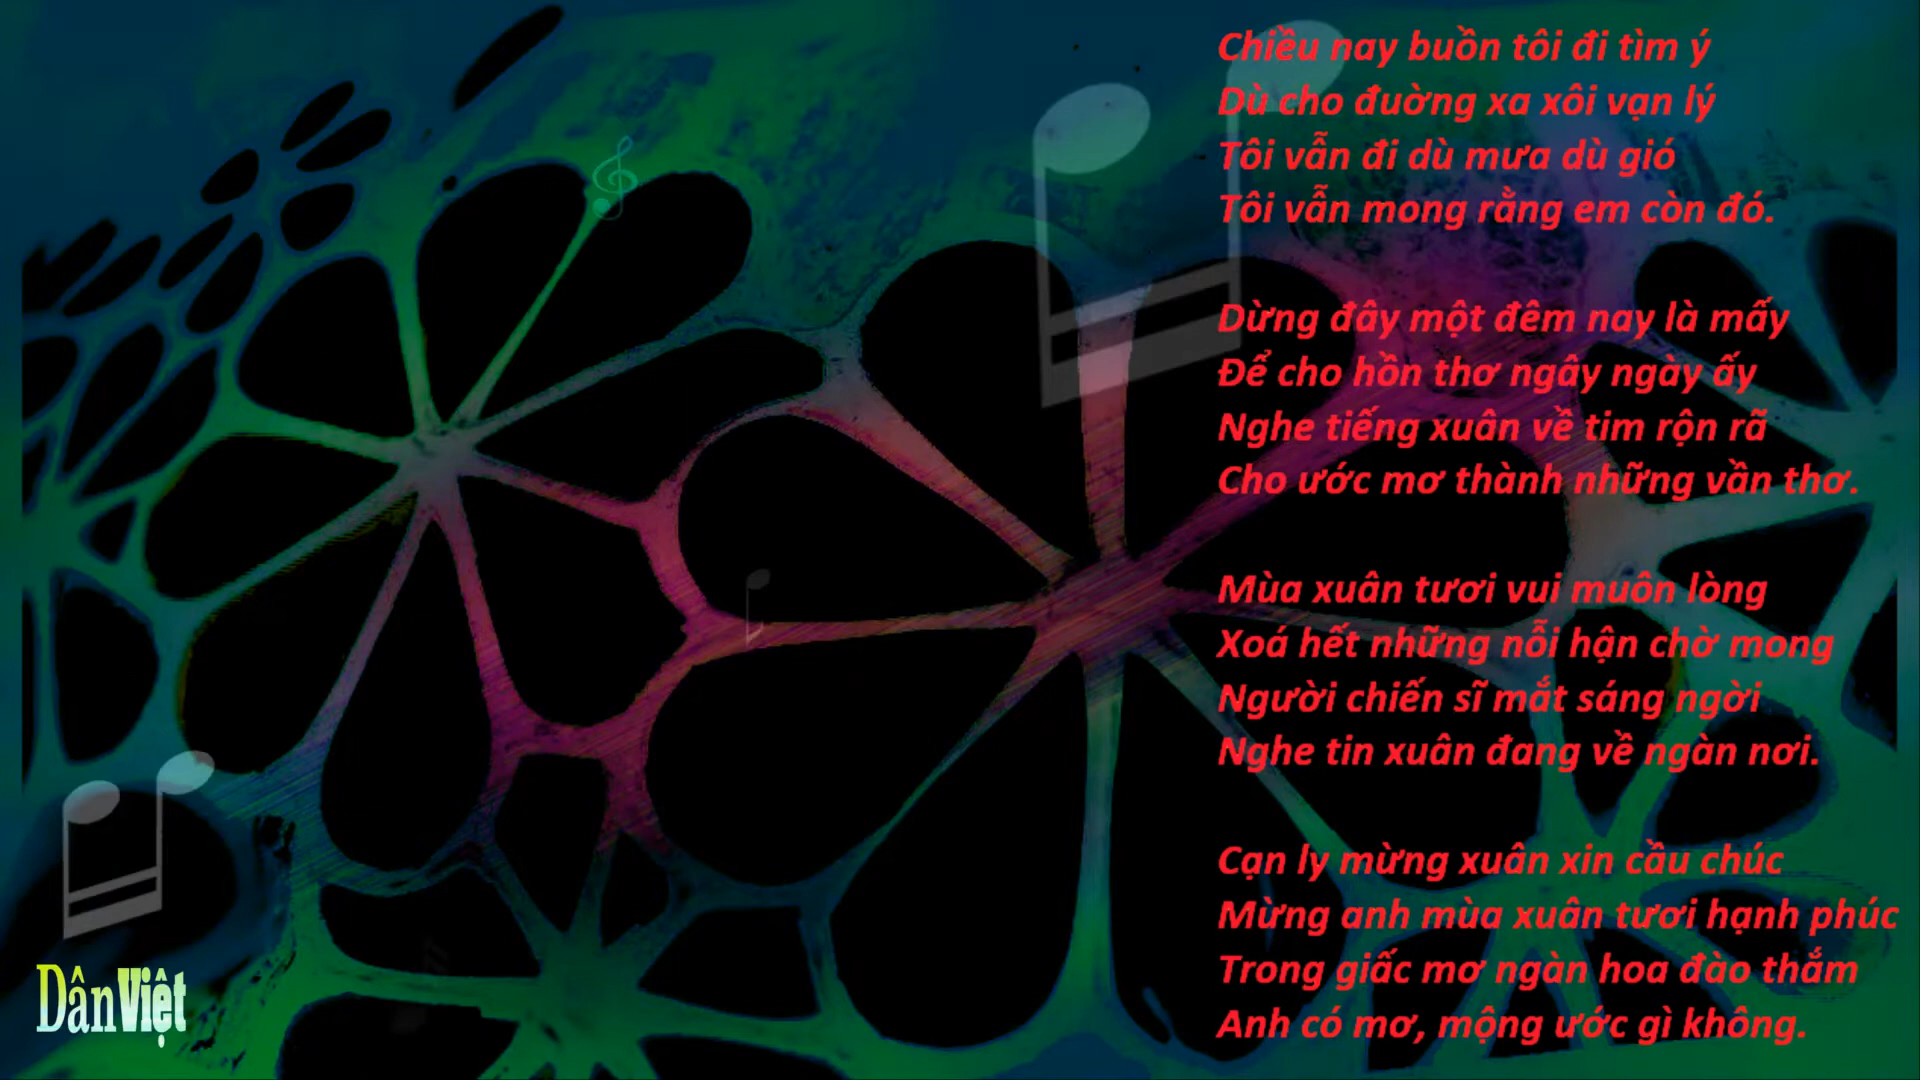 Chiều nay buồn tôi đi tìm ý
Dù cho đuờng xa xôi vạn lý
Tôi vẫn đi dù mưa dù gió
Tôi vẫn mong rằng em còn đó.
Dừng đây một đêm nay là mấy
Để cho hồn thơ ngây ngày ấy
Nghe tiếng xuân về tim rộn rã
Cho ước mơ thành những vần thơ.
Mùa xuân tươi vui muôn lòng
Xoá hết những nỗi hận chờ mong
Người chiến sĩ mắt sáng ngời
Nghe tin xuân đang về ngàn nơi.
Cạn ly mừng xuân xin cầu chúc
Mừng anh mùa xuân tươi hạnh phúc
Trong giấc mơ ngàn hoa đào thắm
Anh có mơ, mộng ước gì không.
DânViệt